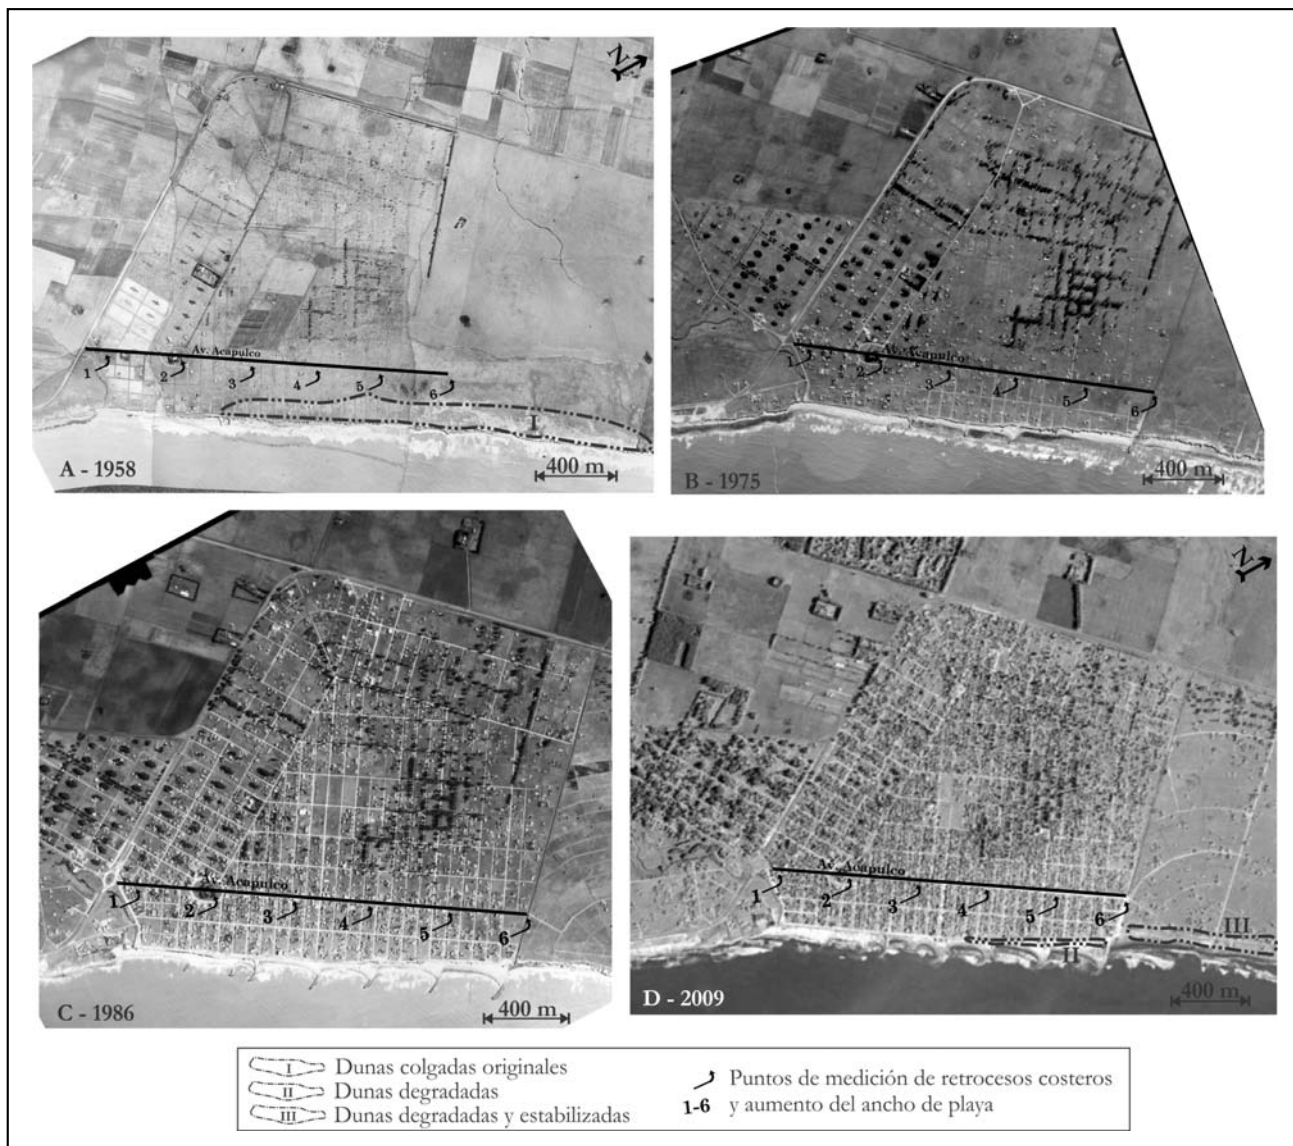 N
Av. Acapulco
1
2
3
4
5
6
I
A - 1958
400 m
Av. Acapulco
1
2
3
4
5
6
B - 1975
400 m
Av. Acapulco
1
2
3
4
5
6
C - 1986
400 m
N
Av. Acapulco
1
2
3
4
5
6
II
III
D - 2009
400 m
I Dunas colgadas originales
II Dunas degradadas
III Dunas degradadas y estabilizadas
Puntos de medición de retrocesos costeros
1-6 y aumento del ancho de playa